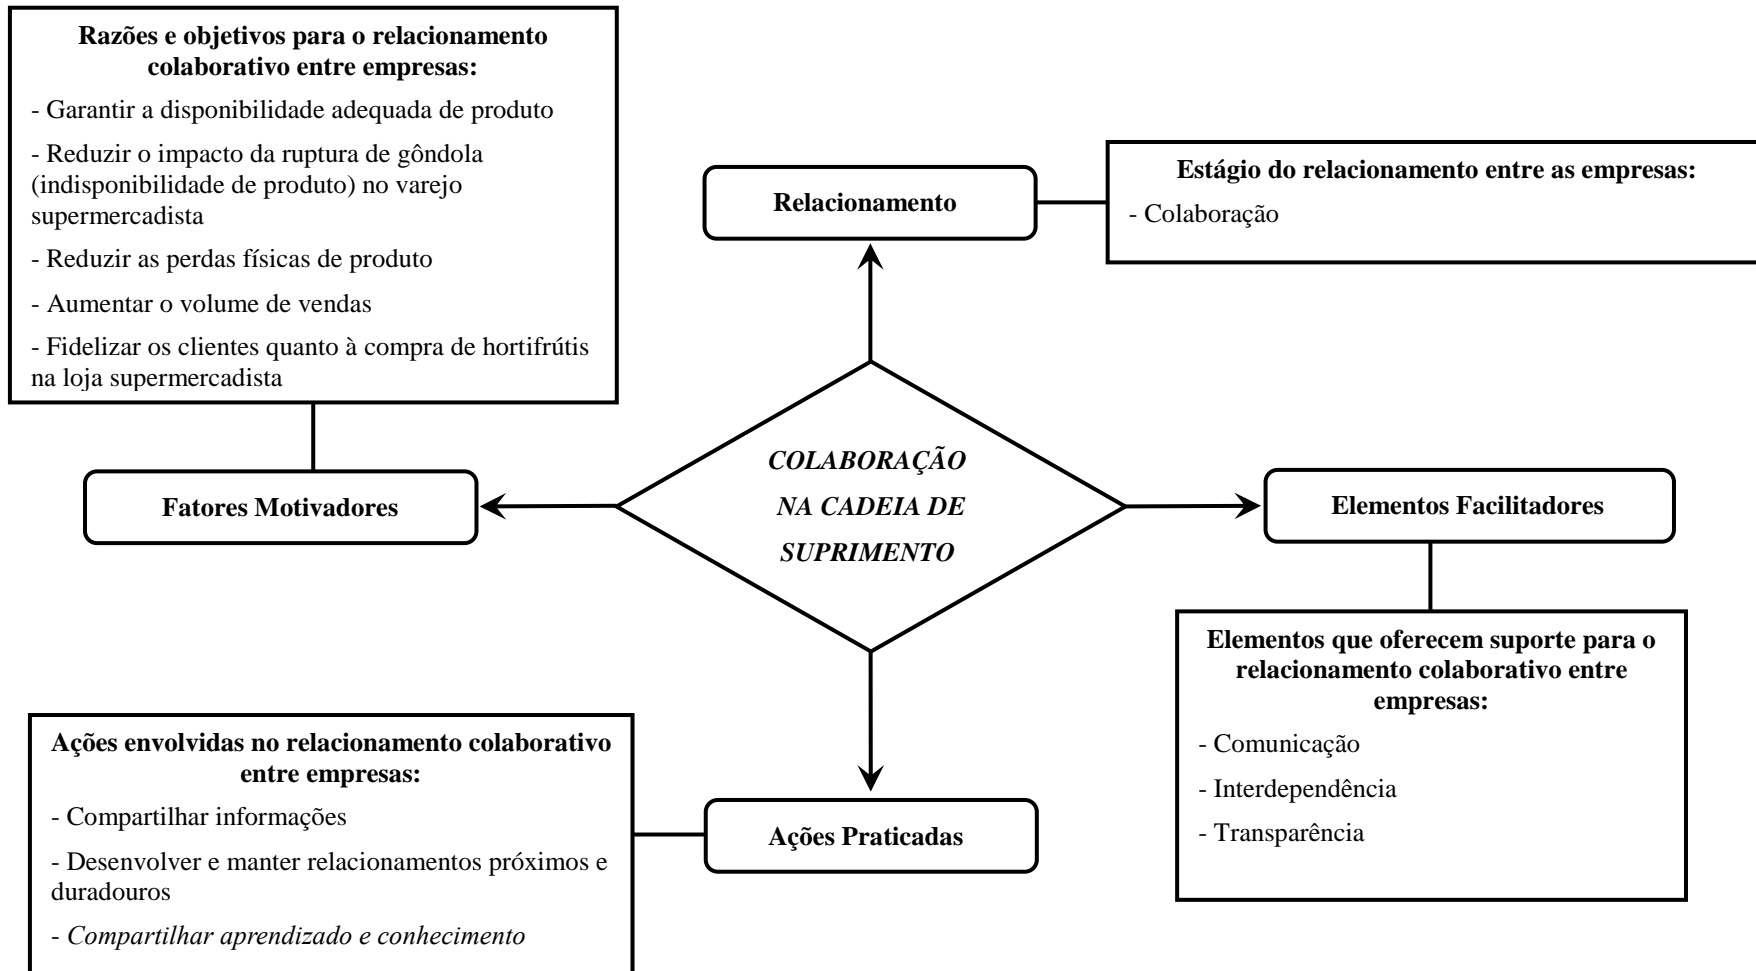 Razões e objetivos para o relacionamento
colaborativo entre empresas:
- Garantir a disponibilidade adequada de produto
- Reduzir o impacto da ruptura de gôndola
(indisponibilidade de produto) no varejo
supermercadista
- Reduzir as perdas físicas de produto
- Aumentar o volume de vendas
- Fidelizar os clientes quanto à compra de hortifrútis
na loja supermercadista
Relacionamento
Estágio do relacionamento entre as empresas:
- Colaboração
Fatores Motivadores
COLABORAÇÃO
NA CADEIA DE
SUPRIMENTO
Elementos Facilitadores
Elementos que oferecem suporte para o
relacionamento colaborativo entre
empresas:
- Comunicação
- Interdependência
- Transparência
Ações envolvidas no relacionamento colaborativo
entre empresas:
- Compartilhar informações
- Desenvolver e manter relacionamentos próximos e
duradouros
- Compartilhar aprendizado e conhecimento
Ações Praticadas